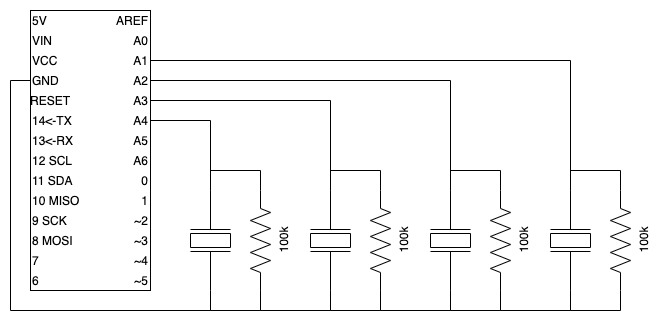 5V AREF
VIN A0
VCC A1
GND A2
RESET A3
14<-TX A4
13<-RX A5
12 SCL A6
11 SDA 0
10 MISO 1
9 SCK ~2
8 MOSI ~3
7 ~4
6 ~5
100k 100k 100k 100k